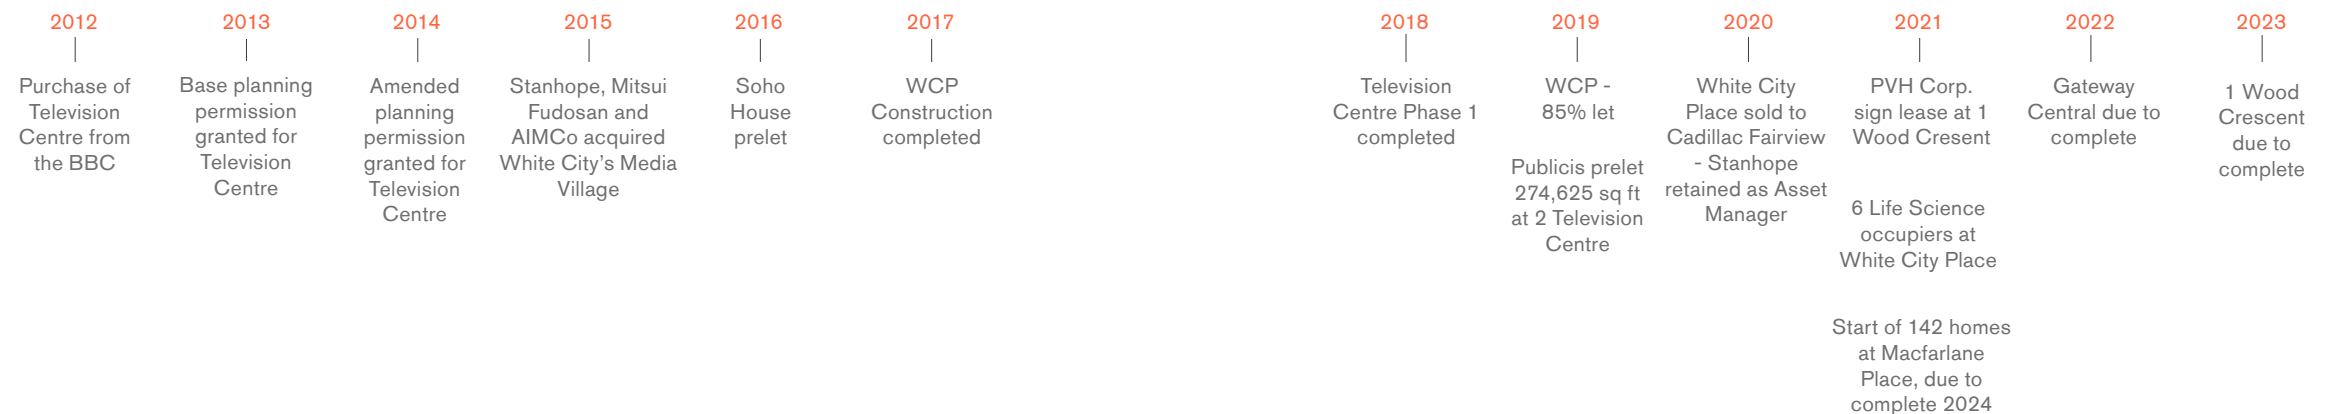 2012
Purchase of
Television
Centre from
the BBC
2013
Base planning
permission
granted for
Television
Centre
2014
Amended
planning
permission
granted for
Television
Centre
2015
Stanhope, Mitsui
Fudosan and
AIMCo acquired
White City’s Media
Village
2016
Soho
House
prelet
2017
WCP
Construction
completed
2018
Television
Centre Phase 1
completed
2019
WCP -
85% let
Publicis prelet
274,625 sq ft
at 2 Television
Centre
2020
White City
Place sold to
Cadillac Fairview
- Stanhope
retained as Asset
Manager
2021
PVH Corp.
sign lease at 1
Wood Cresent
6 Life Science
occupiers at
White City Place
Start of 142 homes
at Macfarlane
Place, due to
complete 2024
2022
Gateway
Central due to
complete
2023
1 Wood
Crescent
due to
complete